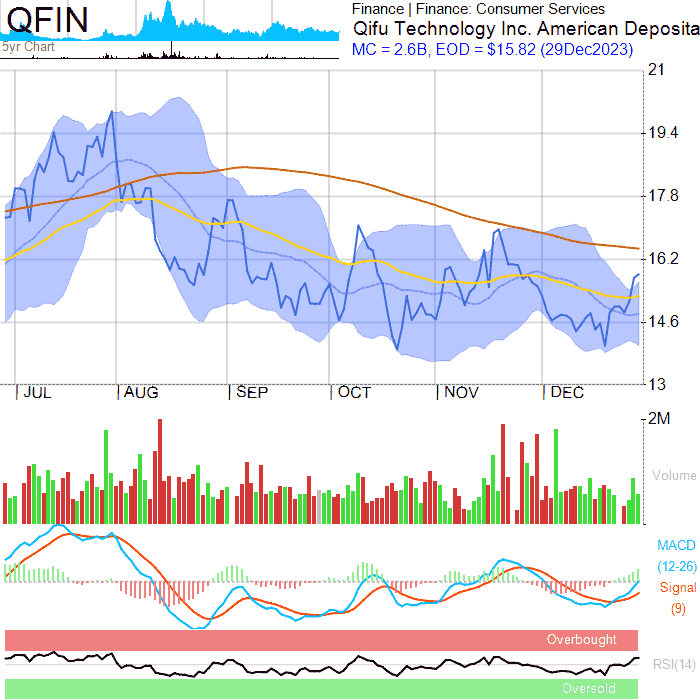 QFIN
5yr Chart
Finance | Finance: Consumer Services
Qifu Technology Inc. American Deposita
MC = 2.6B, EOD = $15.82 (29Dec2023)
21
19.4
17.8
16.2
14.6
13
JUL AUG SEP OCT NOV DEC
2M
Volume
MACD
(12-26)
Signal
(9)
Overbought
RSI(14)
Oversold